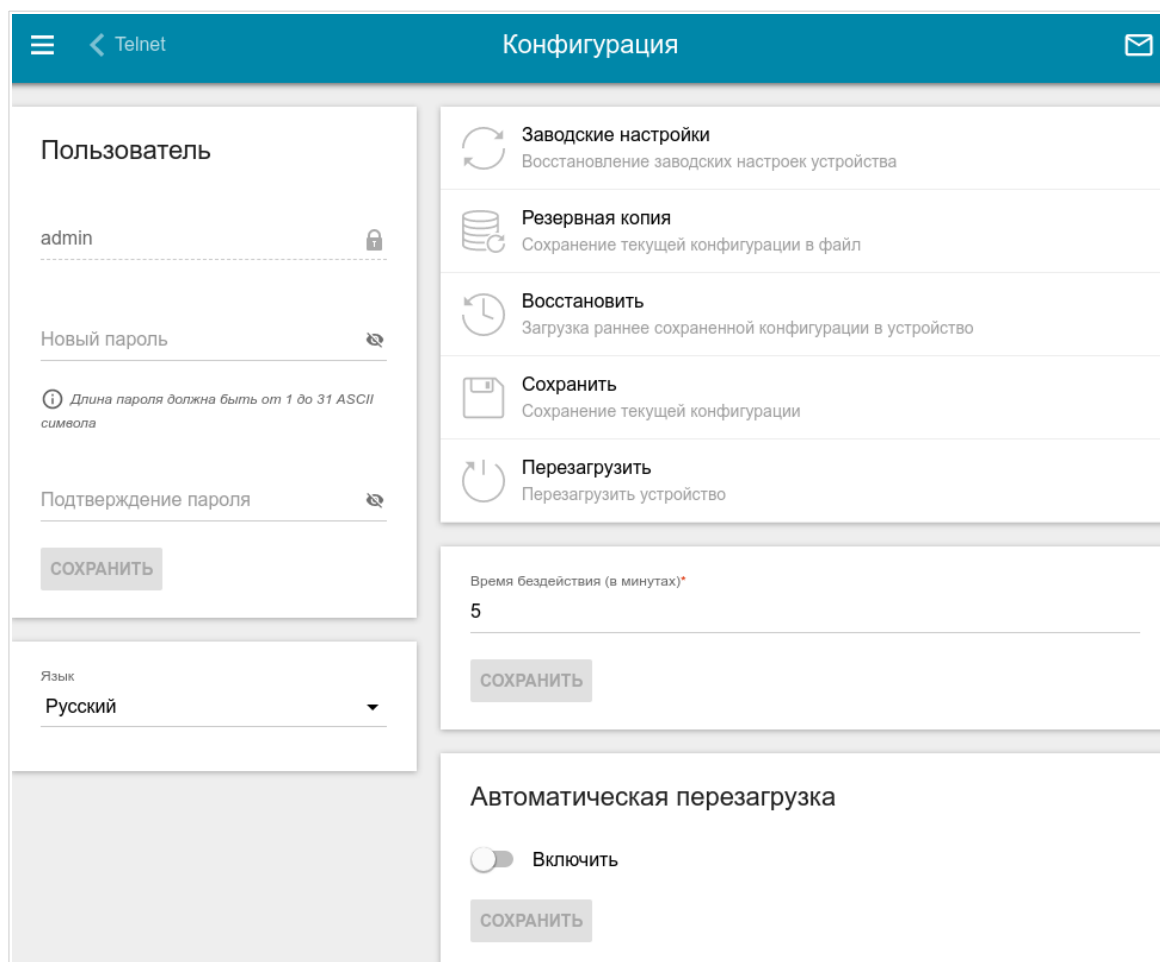 Telnet
Конфигурация
Пользователь
admin
Новый пароль
Длина пароля должна быть от 1 до 31 ASCII
символа
Подтверждение пароля
СОХРАНИТЬ
Язык
Русский
Заводские настройки
Восстановление заводских настроек устройства
Резервная копия
Сохранение текущей конфигурации в файл
Восстановить
Загрузка раннее сохраненной конфигурации в устройство
Сохранить
Сохранение текущей конфигурации
Перезагрузить
Перезагрузить устройство
Время бездействия (в минутах)*
5
СОХРАНИТЬ
Автоматическая перезагрузка
Включить
СОХРАНИТЬ